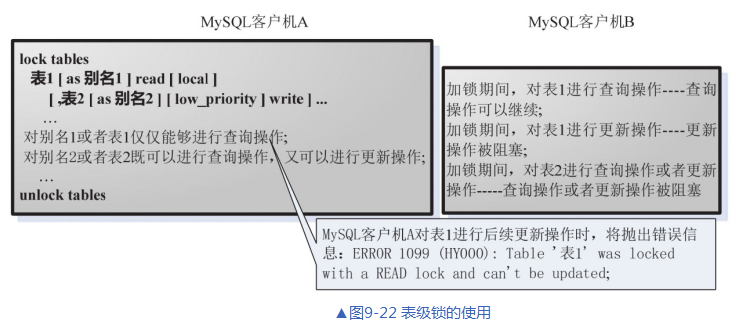 MySQL客户机A
MySQL客户机B
lock tables
表1 [ as 别名1 ] read [ local ]
[ ,表2 [ as 别名2 ] [ low_priority ] write ] ...
…
对别名1或者表1仅仅能够进行查询操作;
对别名2或者表2既可以进行查询操作，又可以进行更新操作;
…
unlock tables
加锁期间，对表1进行查询操作----查询
操作可以继续;
加锁期间，对表1进行更新操作----更新
操作被阻塞;
加锁期间，对表2进行查询操作或者更新
操作-----查询操作或者更新操作被阻塞
MySQL客户机A对表1进行后续更新操作时，将抛出错误信
息：ERROR 1099 (HY000): Table '表1' was locked
with a READ lock and can't be updated;
▲图9-22 表级锁的使用